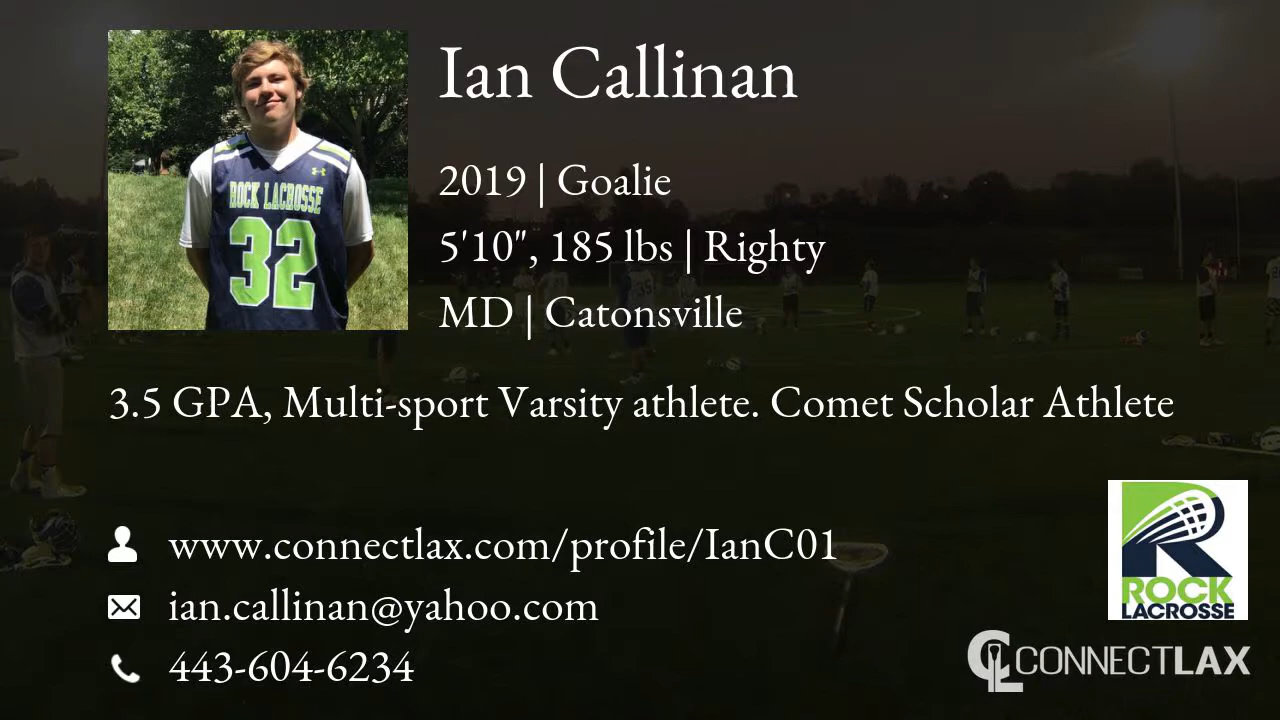 Ian Callinan
ROCK LACROSSE
32
2019 | Goalie
5'10", 185 lbs | Righty
MD | Catonsville
3.5 GPA, Multi-sport Varsity athlete. Comet Scholar Athlete
www.connectlax.com/profile/IanC01
ian.callinan@yahoo.com
443-604-6234
R
ROCK
LACROSSE
CL CONNECTLAX